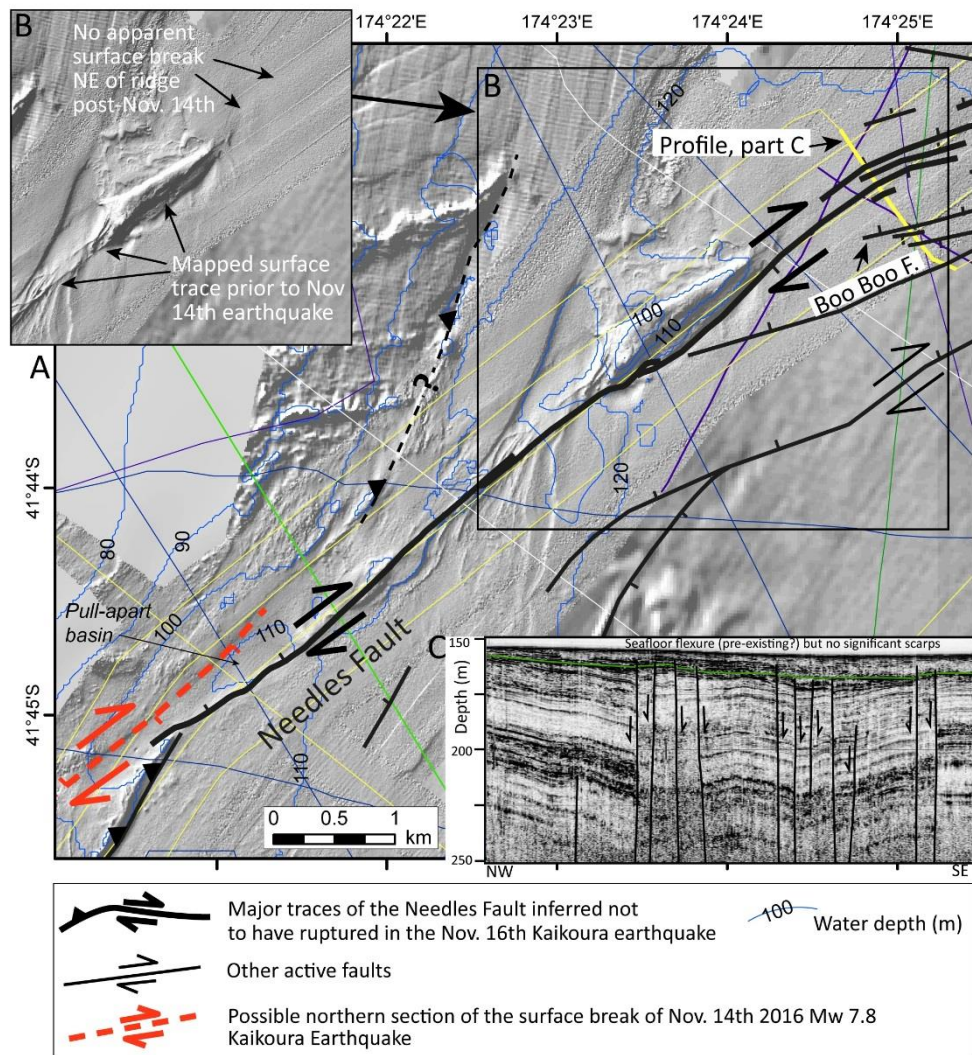 B
No apparent
surface break
NE of ridge
post-Nov. 14th
Mapped surface
trace prior to Nov
14th earthquake
174°22'E
174°23'E
174°24'E
174°25'E
B
120
Profile, part C
Boo Boo F.
100
110
A
?
120
41°44'S
80
90
Pull-apart
basin
100
110
Needles Fault
110
41°45'S
0 0.5 1
km
C
Seafloor flexure (pre-existing?) but no significant scarps
Depth (m)
150
200
250
NW
SE
Major traces of the Needles Fault inferred not
to have ruptured in the Nov. 16th Kaikoura earthquake
100
Water depth (m)
Other active faults
Possible northern section of the surface break of Nov. 14th 2016 Mw 7.8
Kaikoura Earthquake